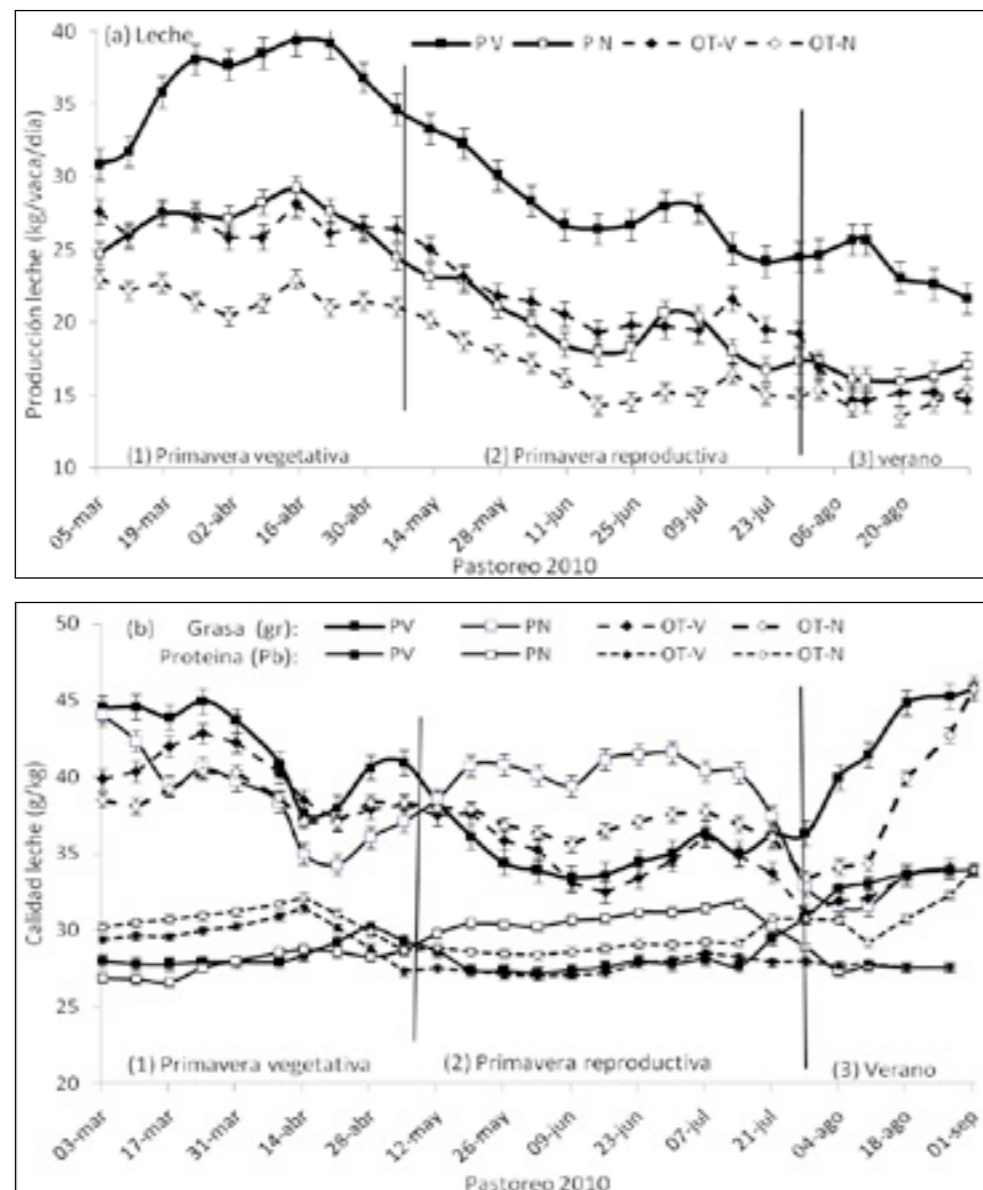 (a) Leche
PV PN OT-V OT-N
40
35
30
25
20
15
10
Producción leche (kg/vaca/día)
(1) Primavera vegetativa
(2) Primavera reproductiva
(3) verano
05-mar
19-mar
02-abr
16-abr
30-abr
14-may
28-may
11-jun
25-jun
09-jul
23-jul
06-ago
20-ago
Pastoreo 2010
(b) Grasa (gr): PV PN OT-V OT-N
Proteina (Pb): PV PN OT-V OT-N
50
45
40
35
30
25
20
Calidad leche (g/kg)
(1) Primavera vegetativa
(2) Primavera reproductiva
(3) Verano
03-mar
17-mar
31-mar
14-abr
28-abr
12-may
26-may
09-jun
23-jun
07-jul
21-jul
04-ago
18-ago
01-sep
Pastoreo 2010